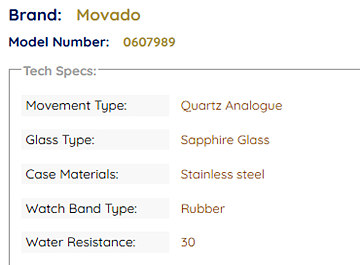 Brand: Movado
Model Number: 0607989
Tech Specs:
Movement Type: Quartz Analogue
Glass Type: Sapphire Glass
Case Materials: Stainless steel
Watch Band Type: Rubber
Water Resistance: 30